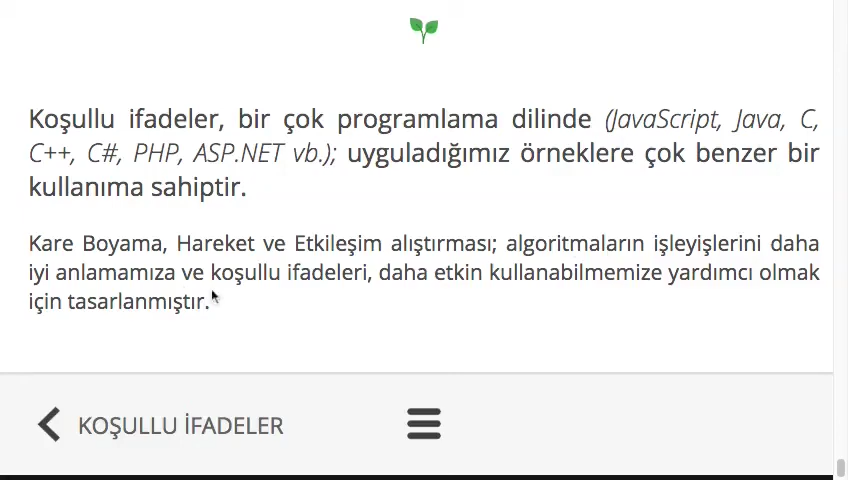 Koşullu ifadeler, bir çok programlama dilinde (JavaScript, Java, C,
C++, C#, PHP, ASP.NET vb.); uyguladığımız örneklere çok benzer bir
kullanıma sahiptir.
Kare Boyama, Hareket ve Etkileşim alıştırması; algoritmaların işleyişlerini daha
iyi anlamamıza ve koşullu ifadeleri, daha etkin kullanabilmemize yardımcı olmak
için tasarlanmıştır.
KOŞULLU İFADELER